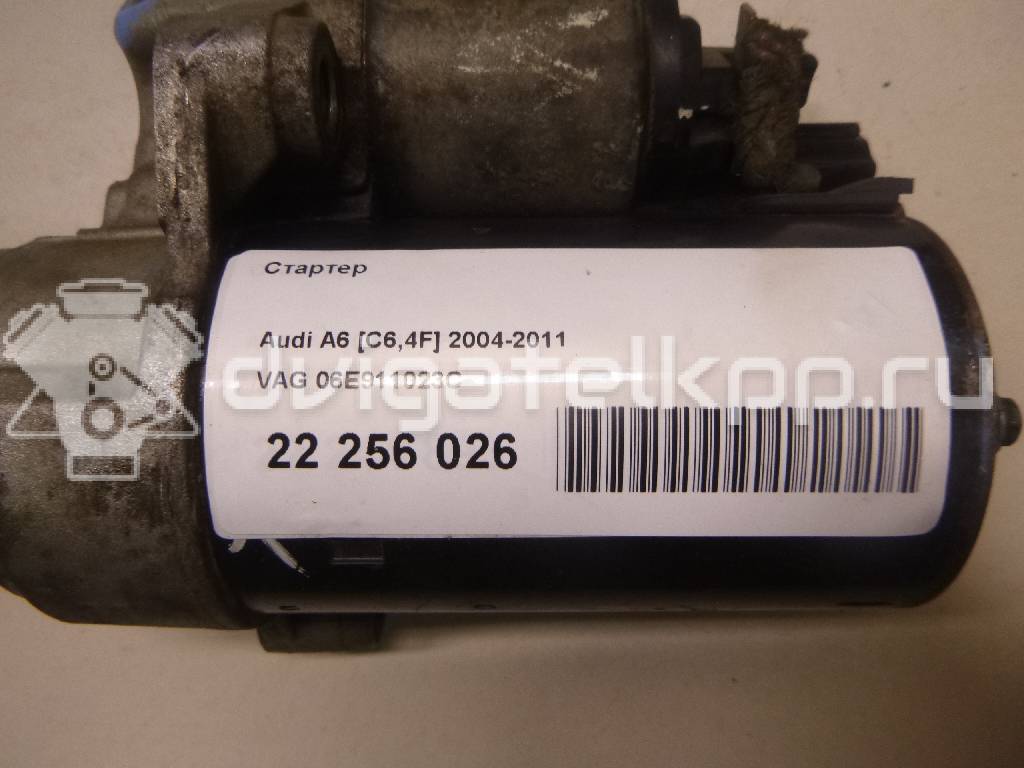 Стартер
Audi A6 [C6,4F] 2004-2011
VAG 06E911023C
dvigatelkpp.ru
22 256 026